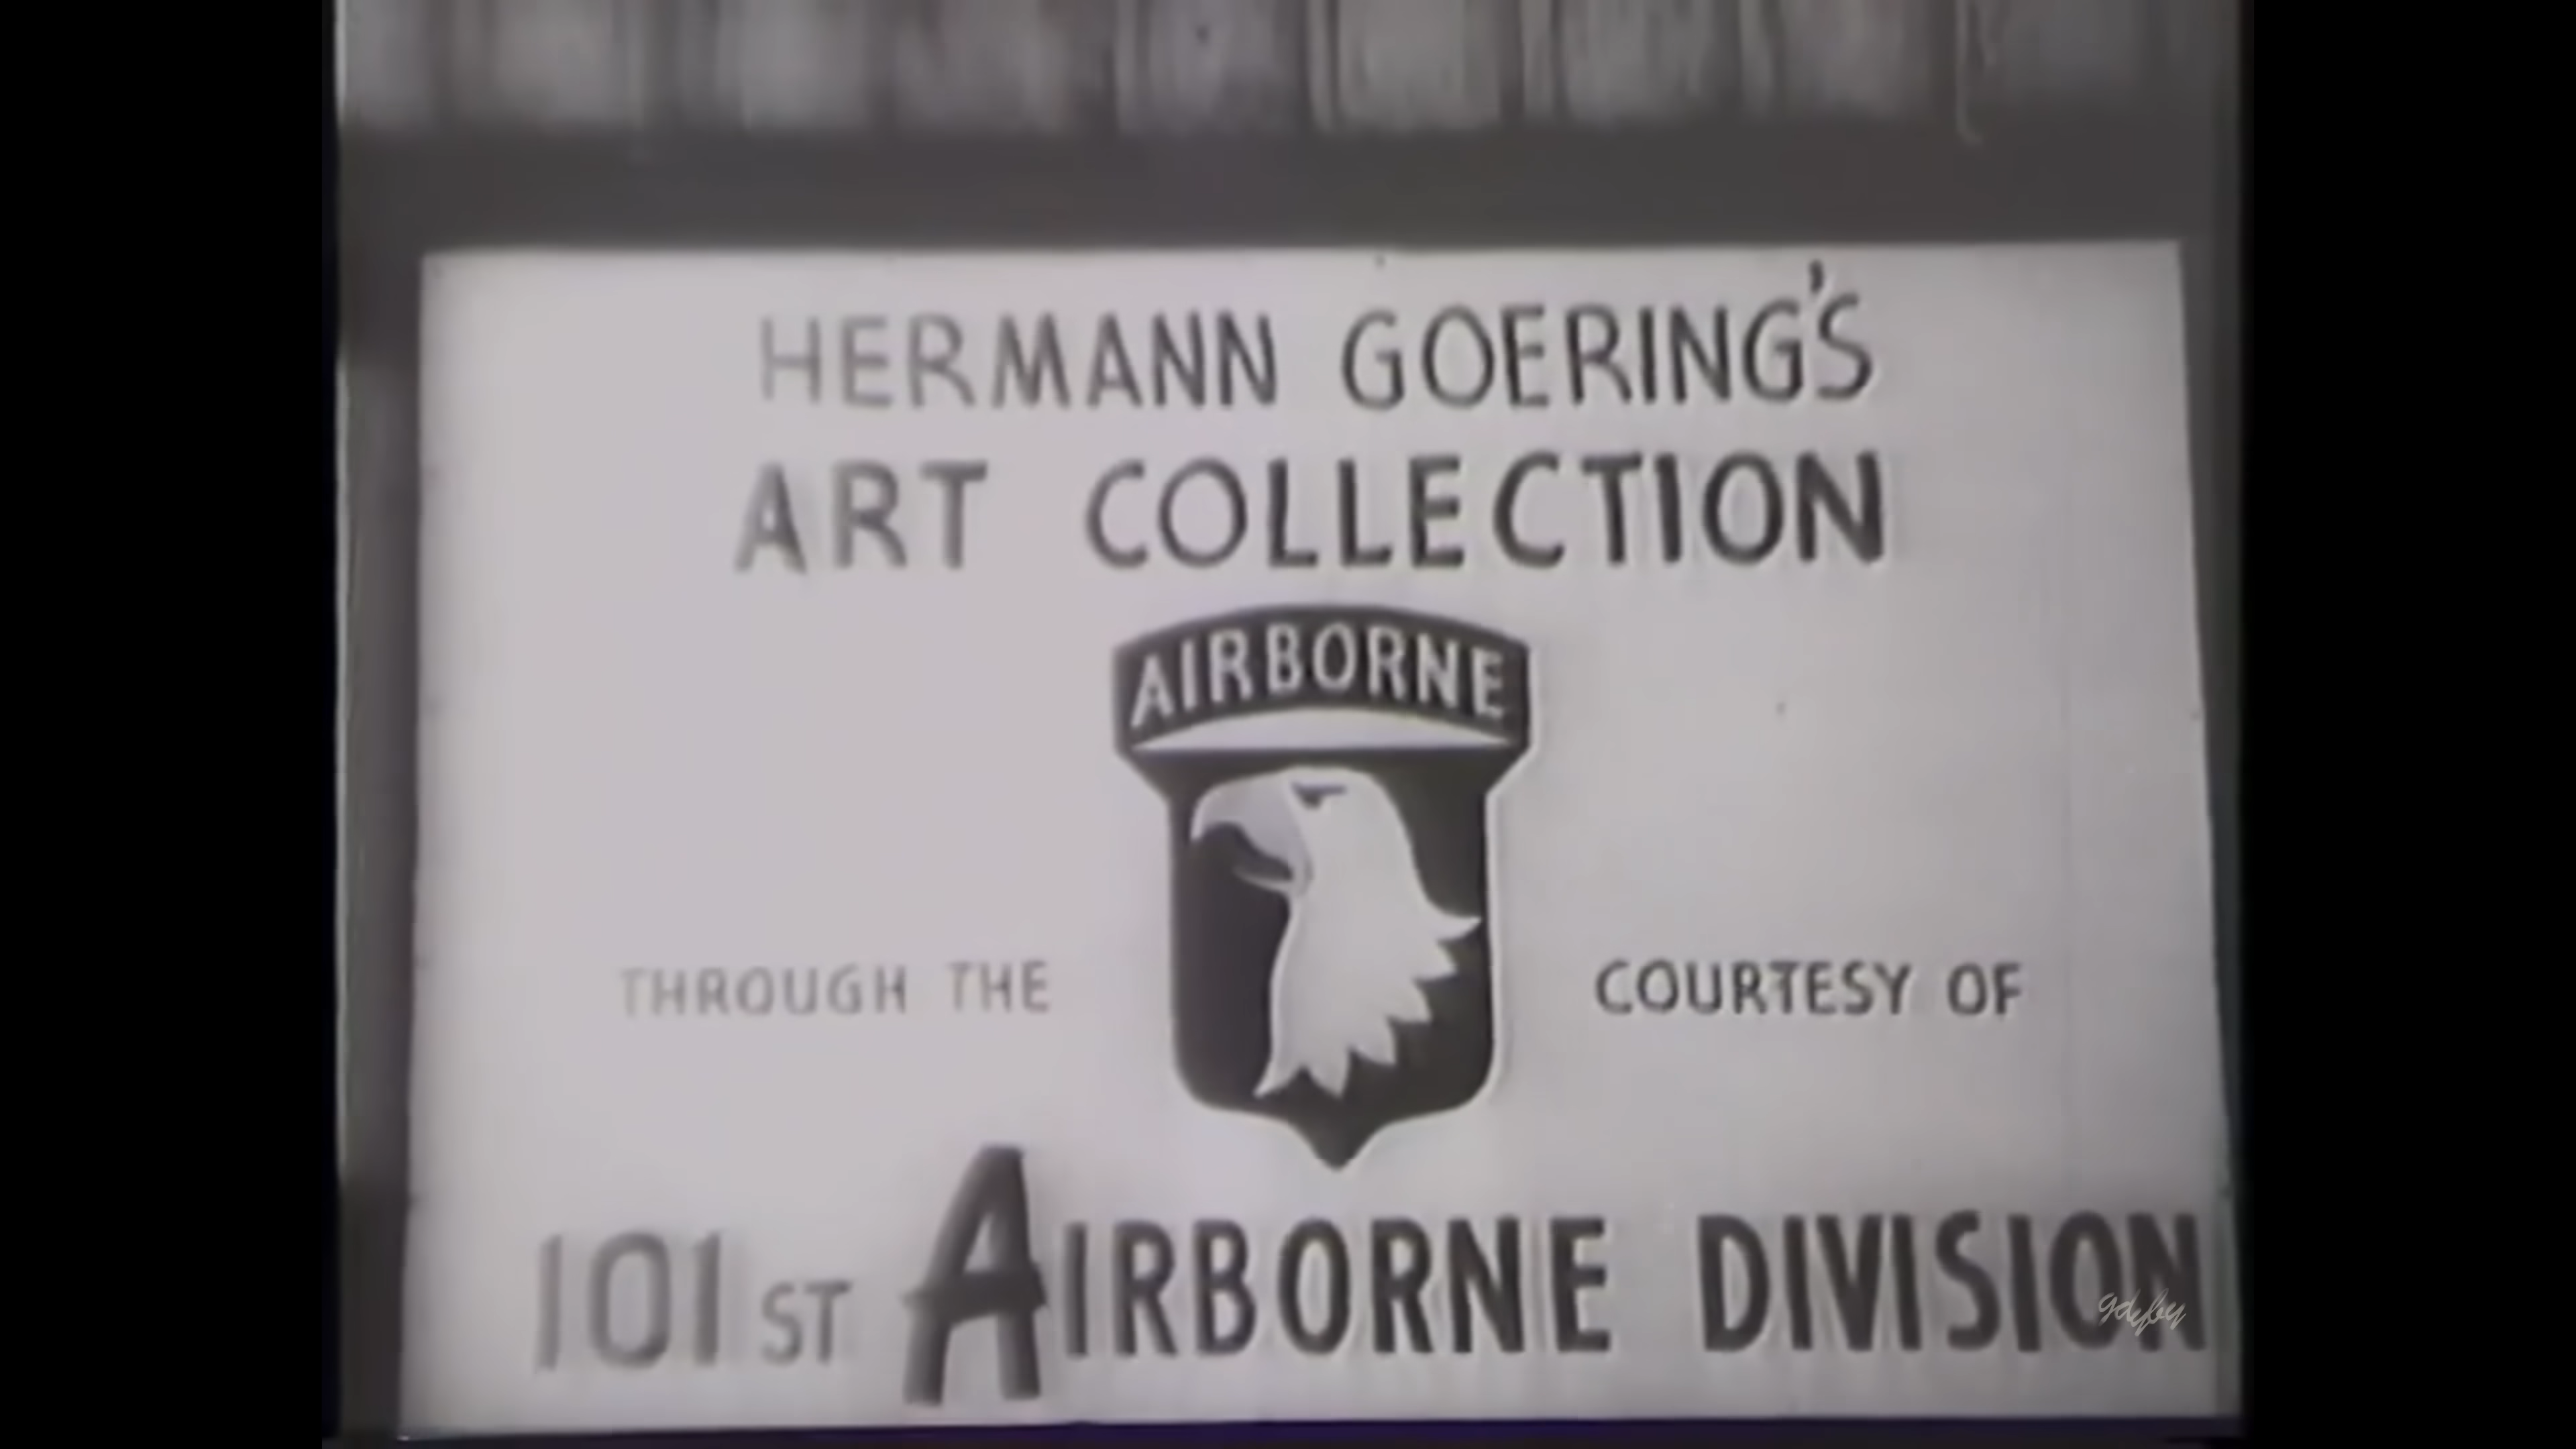 HERMANN GOERING'S
ART COLLECTION
AIRBORNE
THROUGH THE COURTESY OF
101ST AIRBORNE DIVISION